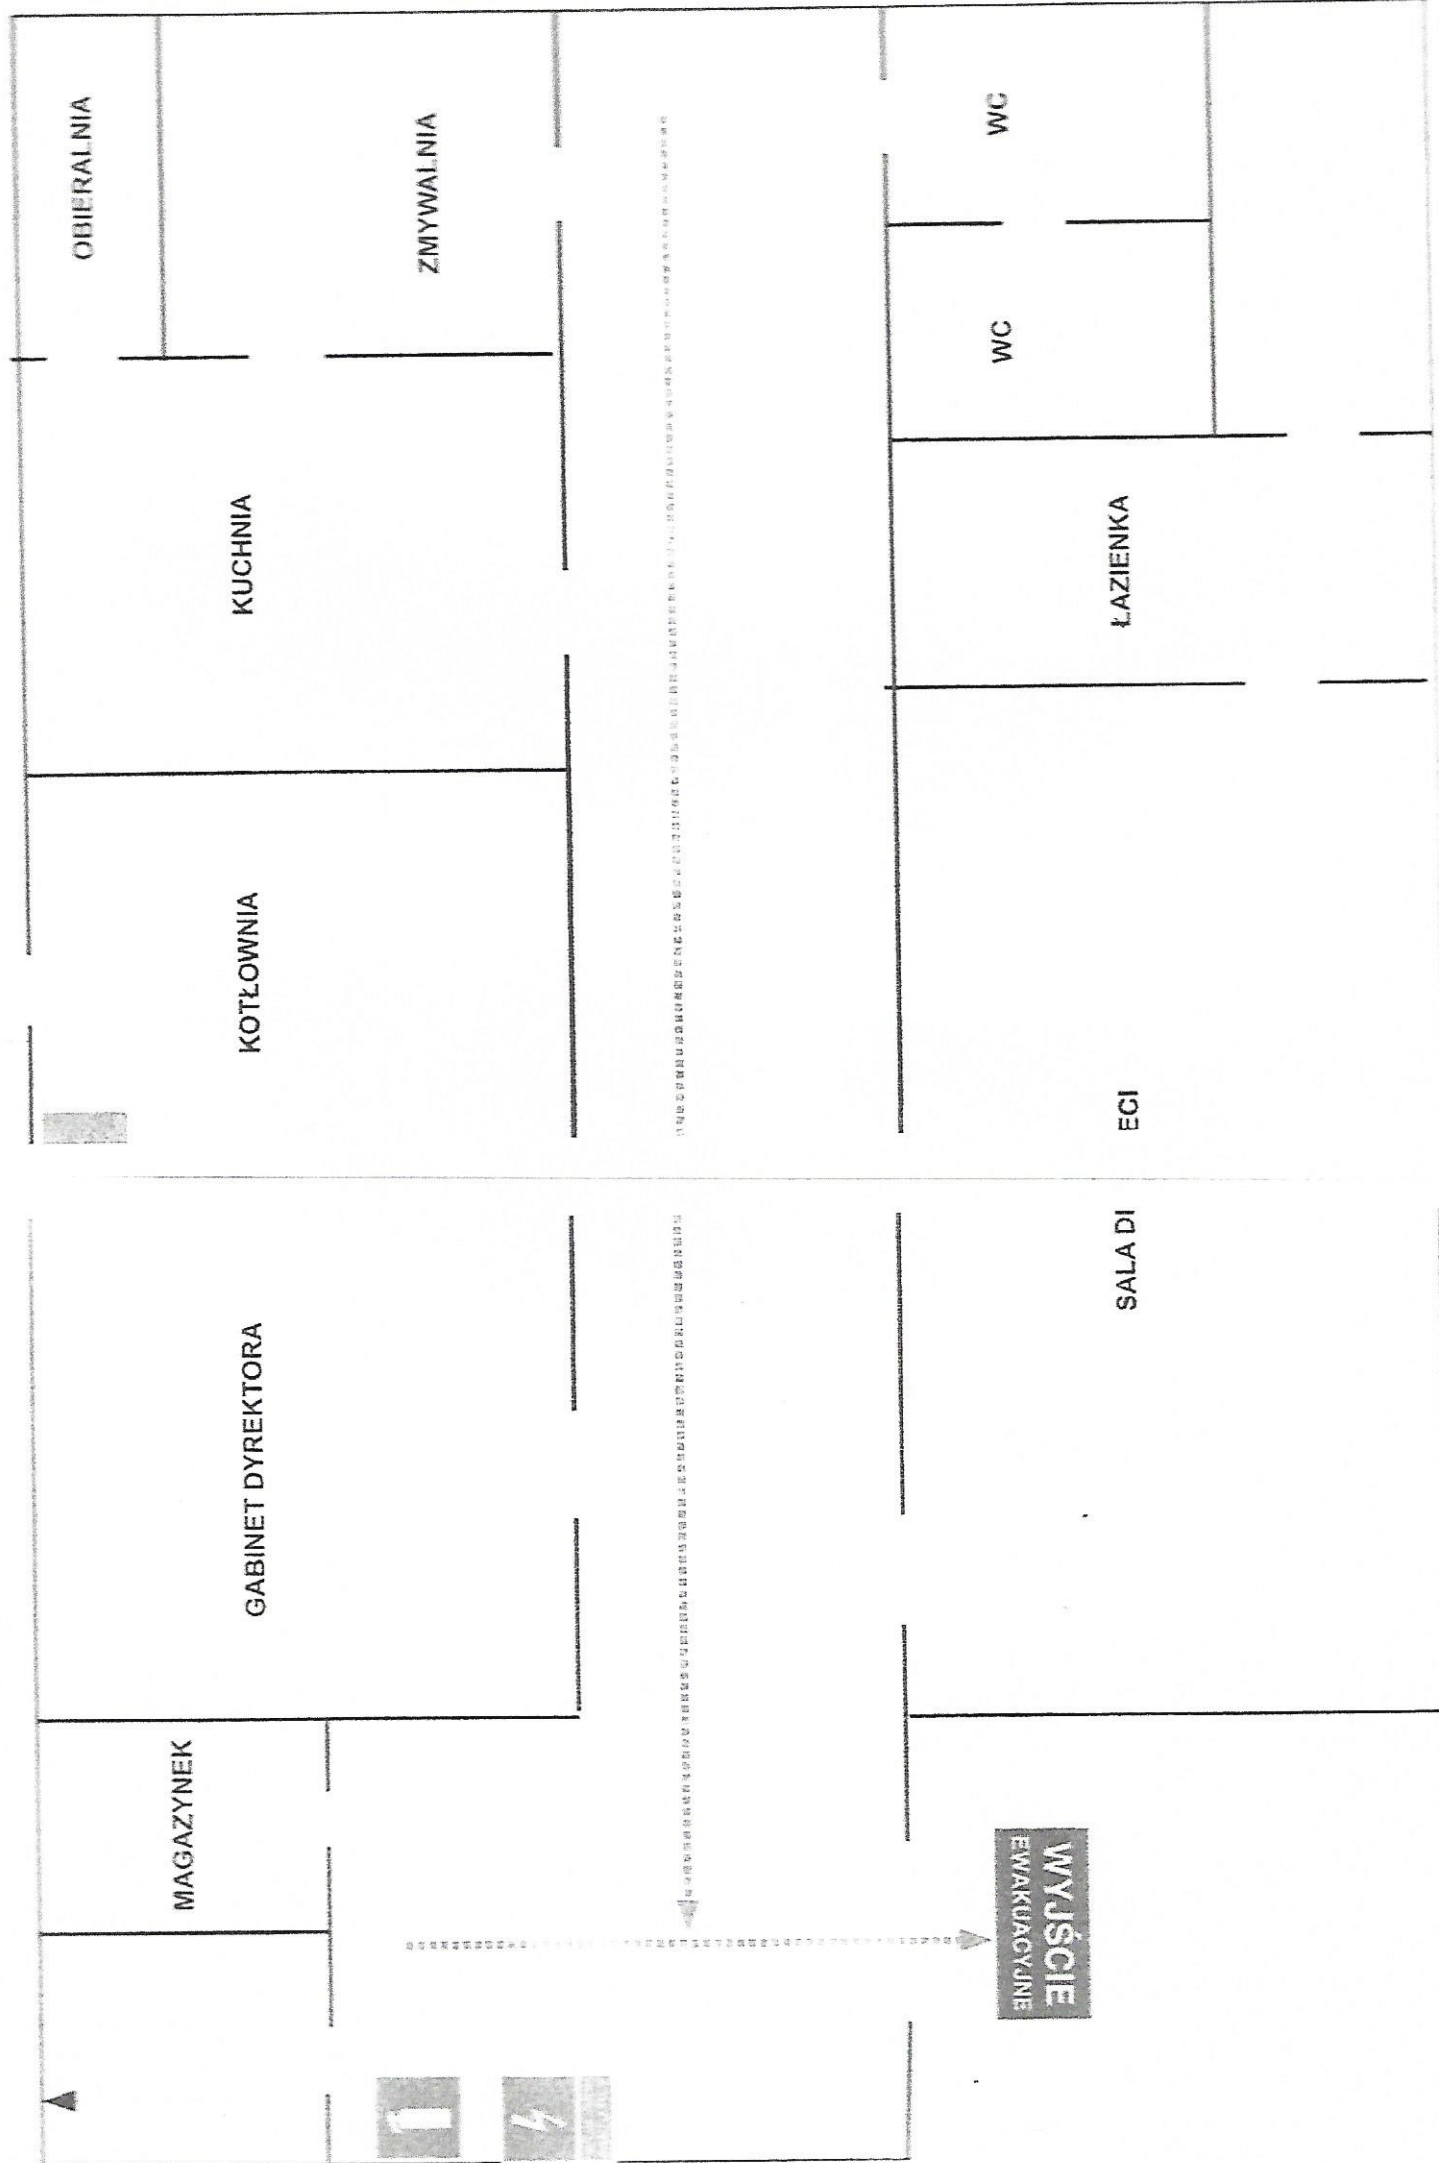 OBIERALNIA
ZMYWALNIA
KUCHNIA
KOTŁOWNIA
WC
WC
ŁAZIENKA
GABINET DYREKTORA
MAGAZYNEK
SALA DI
ECI
WYJŚCIE
EWAKUACYJNE